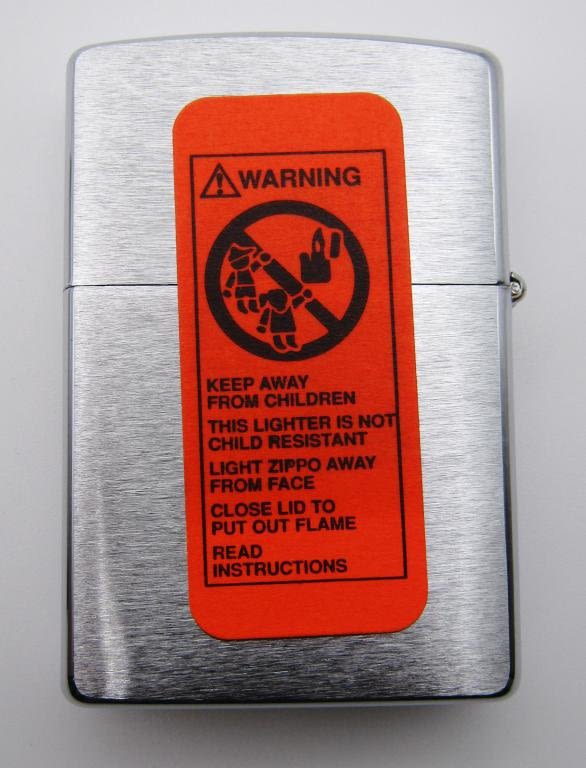 WARNING
KEEP AWAY
FROM CHILDREN
THIS LIGHTER IS NOT
CHILD RESISTANT
LIGHT ZIPPO AWAY
FROM FACE
CLOSE LID TO
PUT OUT FLAME
READ
INSTRUCTIONS